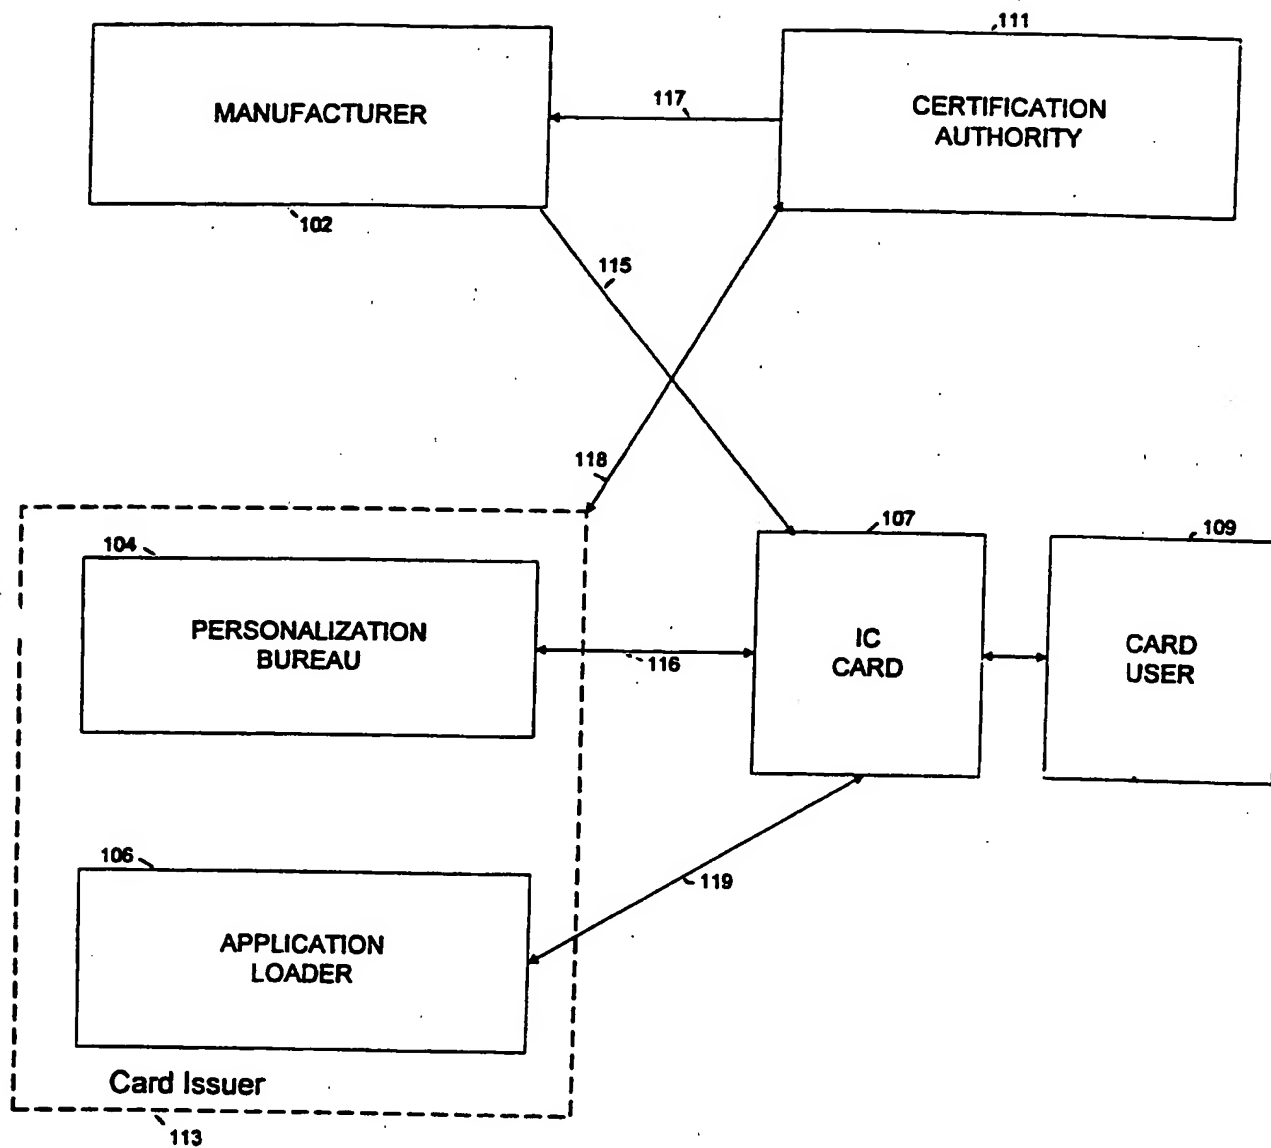 111
MANUFACTURER
117
CERTIFICATION
AUTHORITY
102
115
118
107
109
104
PERSONALIZATION
BUREAU
116
IC
CARD
CARD
USER
106
119
APPLICATION
LOADER
Card Issuer
113